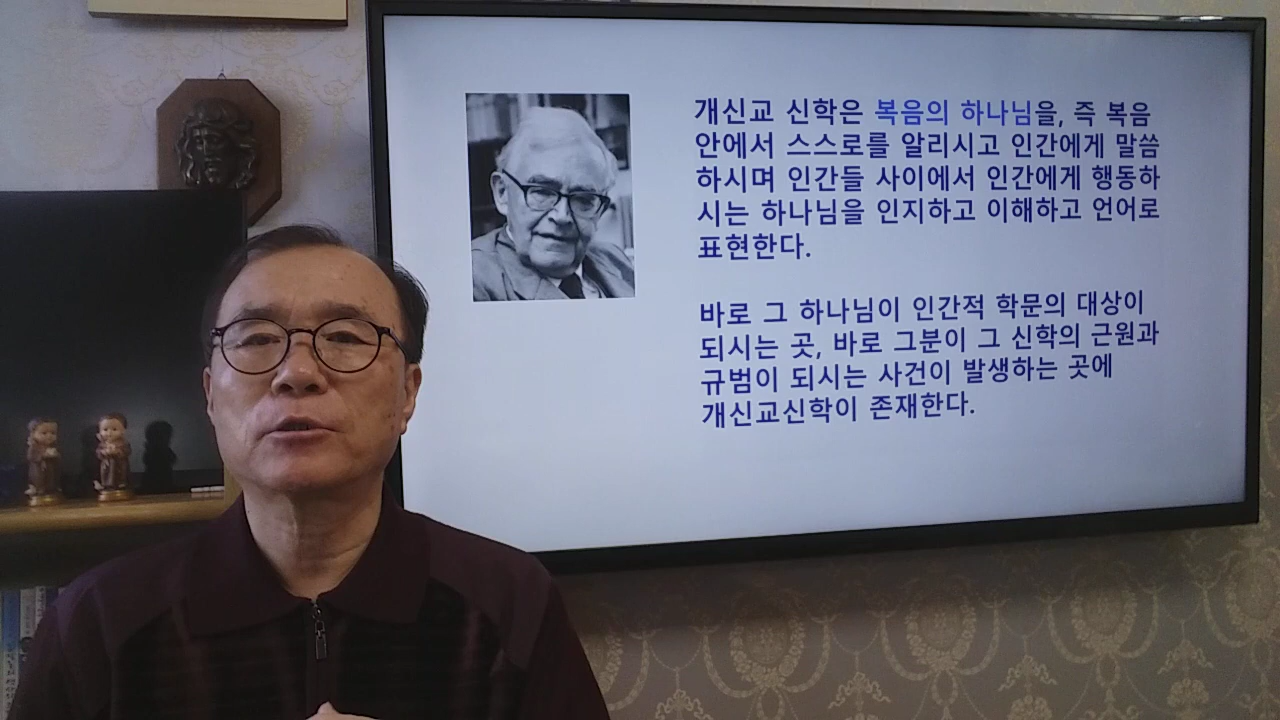 개신교 신학은 복음의 하나님을, 즉 복음
안에서 스스로를 알리시고 인간에게 말씀
하시며 인간들 사이에서 인간에게 행동하
시는 하나님을 인지하고 이해하고 언어로
표현한다.
바로 그 하나님이 인간적 학문의 대상이
되시는 곳, 바로 그분이 그 신학의 근원과
규범이 되시는 사건이 발생하는 곳에
개신교신학이 존재한다.